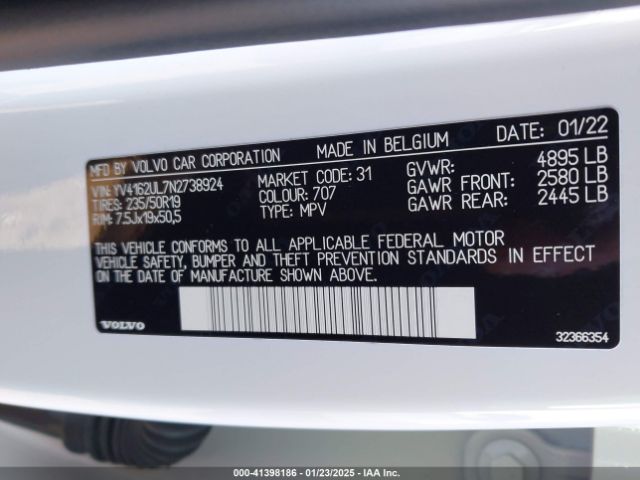 MFD BY VOLVO CAR CORPORATION MADE IN BELGIUM DATE: 01/22
VIN: YV4162UL7N2738924 MARKET CODE: 31 GVWR: 4895 LB
TIRES: 235/50R19 COLOUR: 707 GAWR FRONT: 2580 LB
RIM: 7.5Jx19x50,5 TYPE: MPV GAWR REAR: 2445 LB
THIS VEHICLE CONFORMS TO ALL APPLICABLE FEDERAL MOTOR
VEHICLE SAFETY, BUMPER AND THEFT PREVENTION STANDARDS IN EFFECT
ON THE DATE OF MANUFACTURE SHOWN ABOVE.
VOLVO 32366354
000-41398186 - 01/23/2025 - IAA Inc.